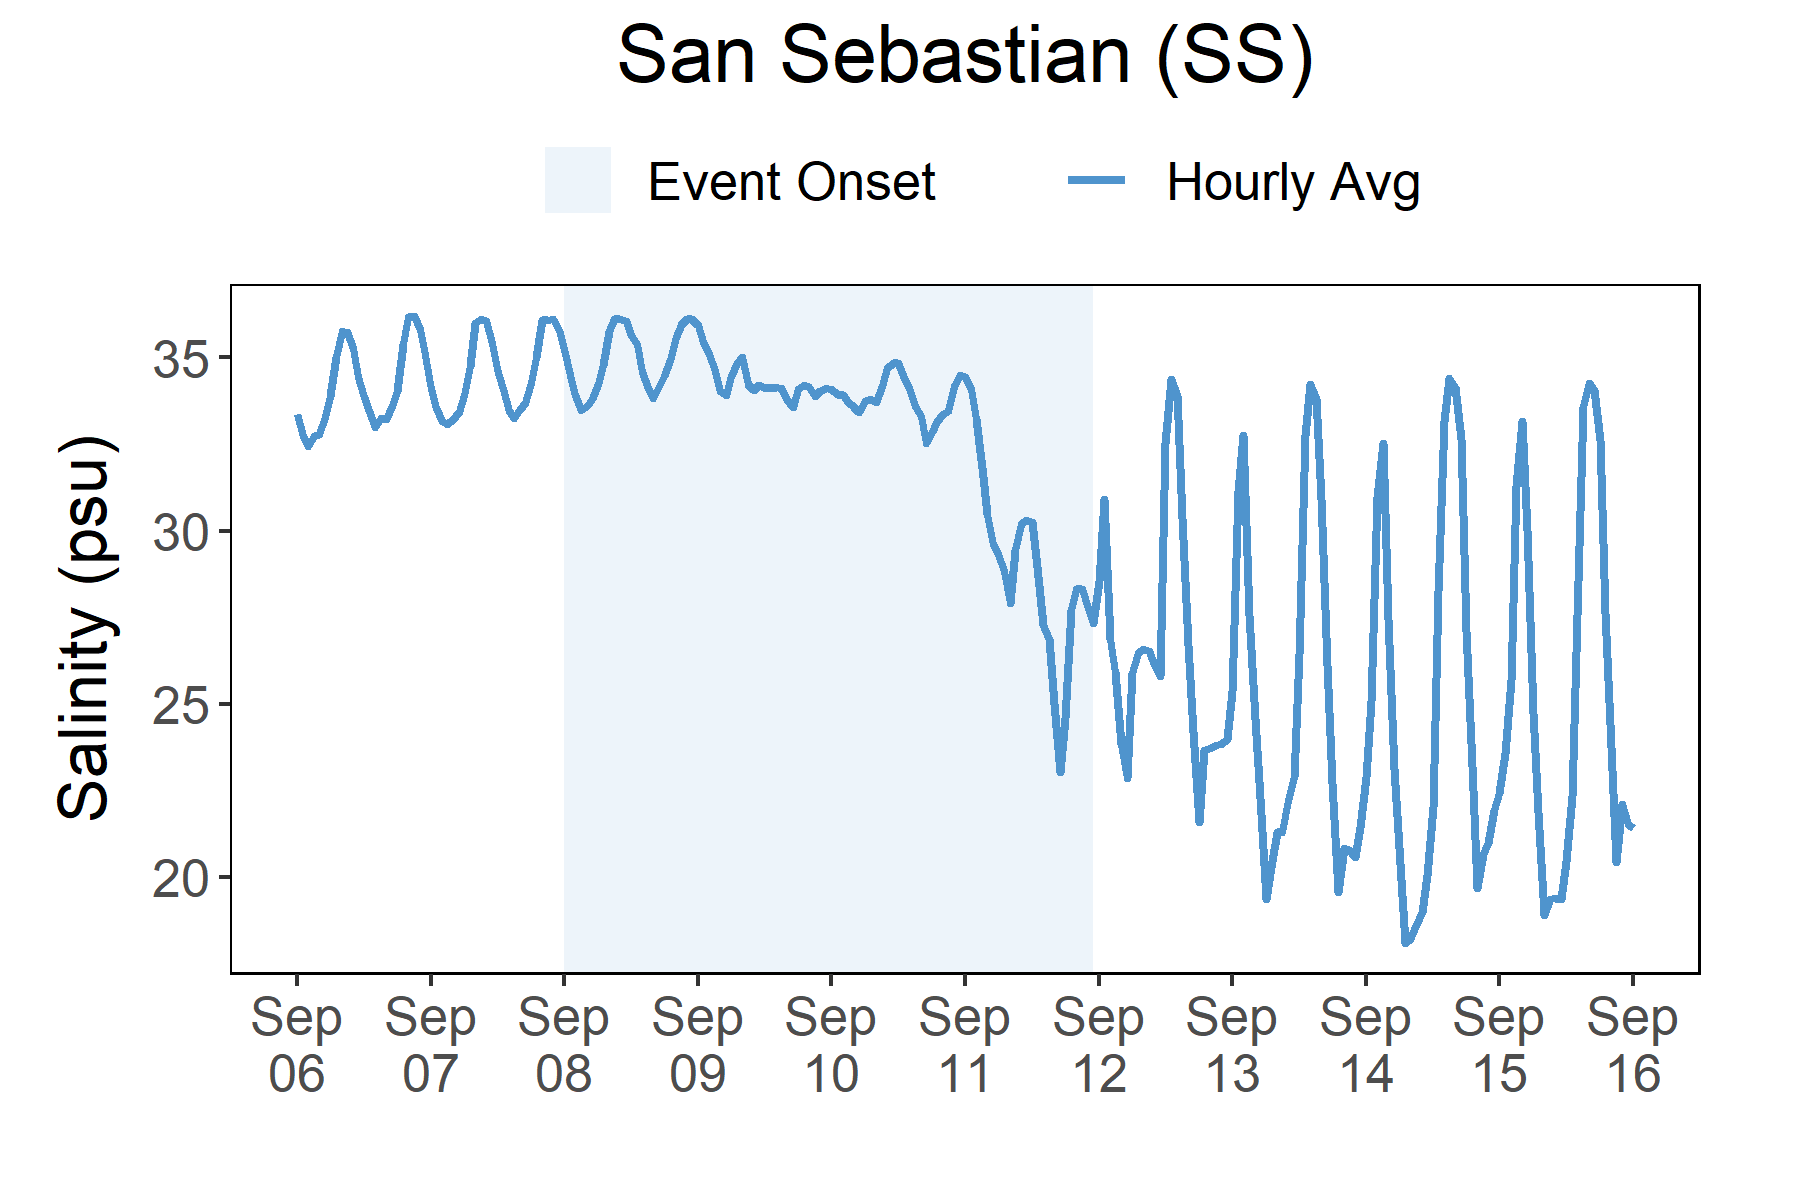 San Sebastian (SS)
Event Onset
Hourly Avg
Salinity (psu)
35
30
25
20
Sep 06
Sep 07
Sep 08
Sep 09
Sep 10
Sep 11
Sep 12
Sep 13
Sep 14
Sep 15
Sep 16